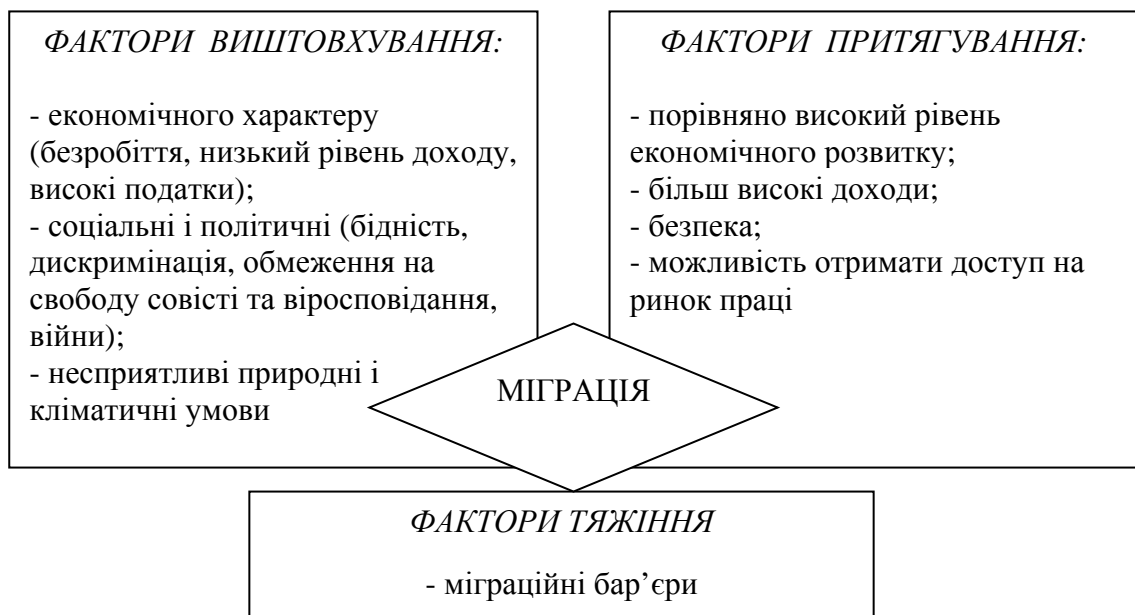 ФАКТОРИ ВИШТОВХУВАННЯ:
- економічного характеру
(безробіття, низький рівень доходу,
високі податки);
- соціальні і політичні (бідність,
дискримінація, обмеження на
свободу совісті та віросповідання,
війни);
- несприятливі природні і
кліматичні умови
ФАКТОРИ ПРИТЯГУВАННЯ:
- порівняно високий рівень
економічного розвитку;
- більш високі доходи;
- безпека;
- можливість отримати доступ на
ринок праці
МІГРАЦІЯ
ФАКТОРИ ТЯЖІННЯ
- міграційні бар’єри